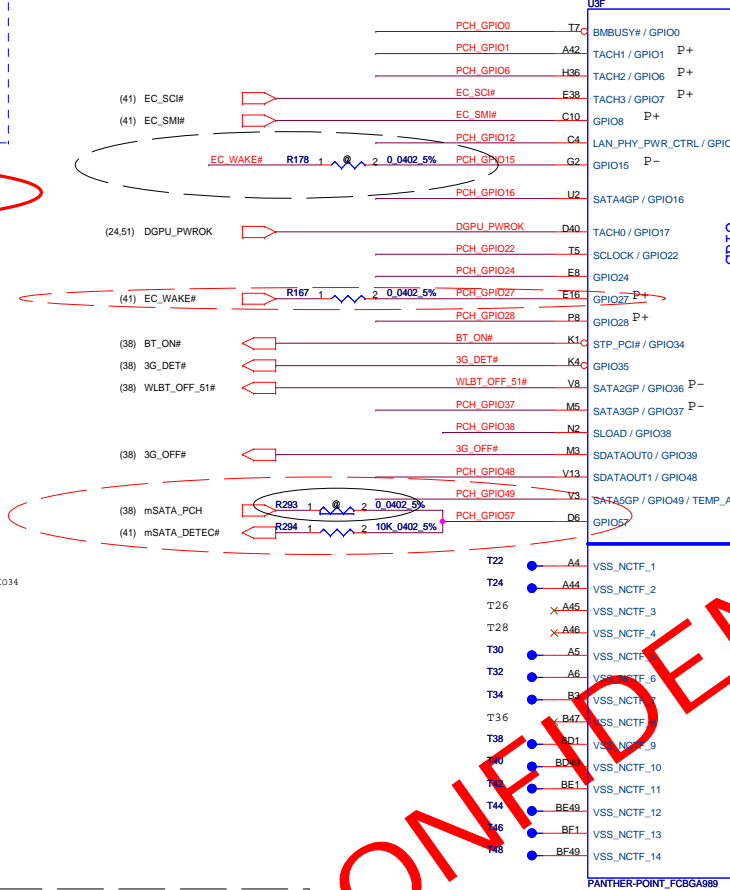 U3F
PCH_GPIO0 T7 BMBUSY# / GPIO0
PCH_GPIO1 A42 TACH1 / GPIO1 P+
PCH_GPIO6 H36 TACH2 / GPIO6 P+
(41) EC_SCI# EC_SCI# E38 TACH3 / GPIO7 P+
(41) EC_SMI# EC_SMI# C10 GPIO8 P+
PCH_GPIO12 C4 LAN_PHY_PWR_CTRL / GPIO
EC_WAKE# R178 1 @ 2 0_0402_5% PCH_GPIO15 G2 GPIO15 P-
PCH_GPIO16 U2 SATA4GP / GPIO16
(24,51) DGPU_PWROK DGPU_PWROK D40 TACH0 / GPIO17
PCH_GPIO22 T5 SCLOCK / GPIO22
PCH_GPIO24 E8 GPIO24
(41) EC_WAKE# R167 1 2 0_0402_5% PCH_GPIO27 E16 GPIO27 P+
PCH_GPIO28 P8 GPIO28 P+
(38) BT_ON# BT_ON# K1 STP_PCI# / GPIO34
(38) 3G_DET# 3G_DET# K4 GPIO35
(38) WLBT_OFF_51# WLBT_OFF_51# V8 SATA2GP / GPIO36 P-
PCH_GPIO37 M5 SATA3GP / GPIO37 P-
PCH_GPIO38 N2 SLOAD / GPIO38
(38) 3G_OFF# 3G_OFF# M3 SDATAOUT0 / GPIO39
PCH_GPIO48 V13 SDATAOUT1 / GPIO48
PCH_GPIO49 V3 SATA5GP / GPIO49 / TEMP_A
(38) mSATA_PCH R293 1 @ 2 0_0402_5%
PCH_GPIO57 D6 GPIO57
(41) mSATA_DETEC# R294 1 2 10K_0402_5%
T22 A4 VSS_NCTF_1
T24 A44 VSS_NCTF_2
T26 A45 VSS_NCTF_3
T28 A46 VSS_NCTF_4
T30 A5 VSS_NCTF_5
T32 A6 VSS_NCTF_6
T34 B3 VSS_NCTF_7
T36 B47 VSS_NCTF_8
T38 BD1 VSS_NCTF_9
T40 BD49 VSS_NCTF_10
T42 BE1 VSS_NCTF_11
T44 BE49 VSS_NCTF_12
T46 BF1 VSS_NCTF_13
T48 BF49 VSS_NCTF_14
PANTHER-POINT_FCBGA989
ONFIDEN